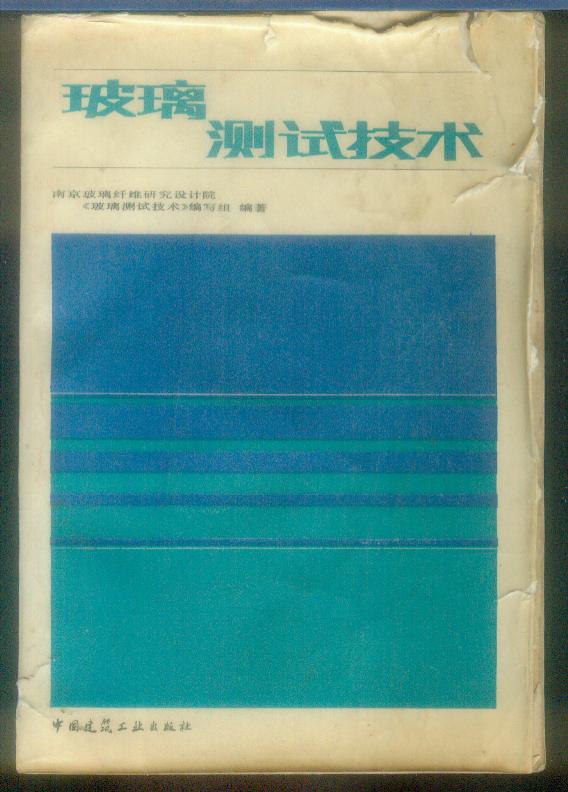 玻璃
测试技术
南京玻璃纤维研究设计院
《玻璃测试技术》编写组 编著
中国建筑工业出版社